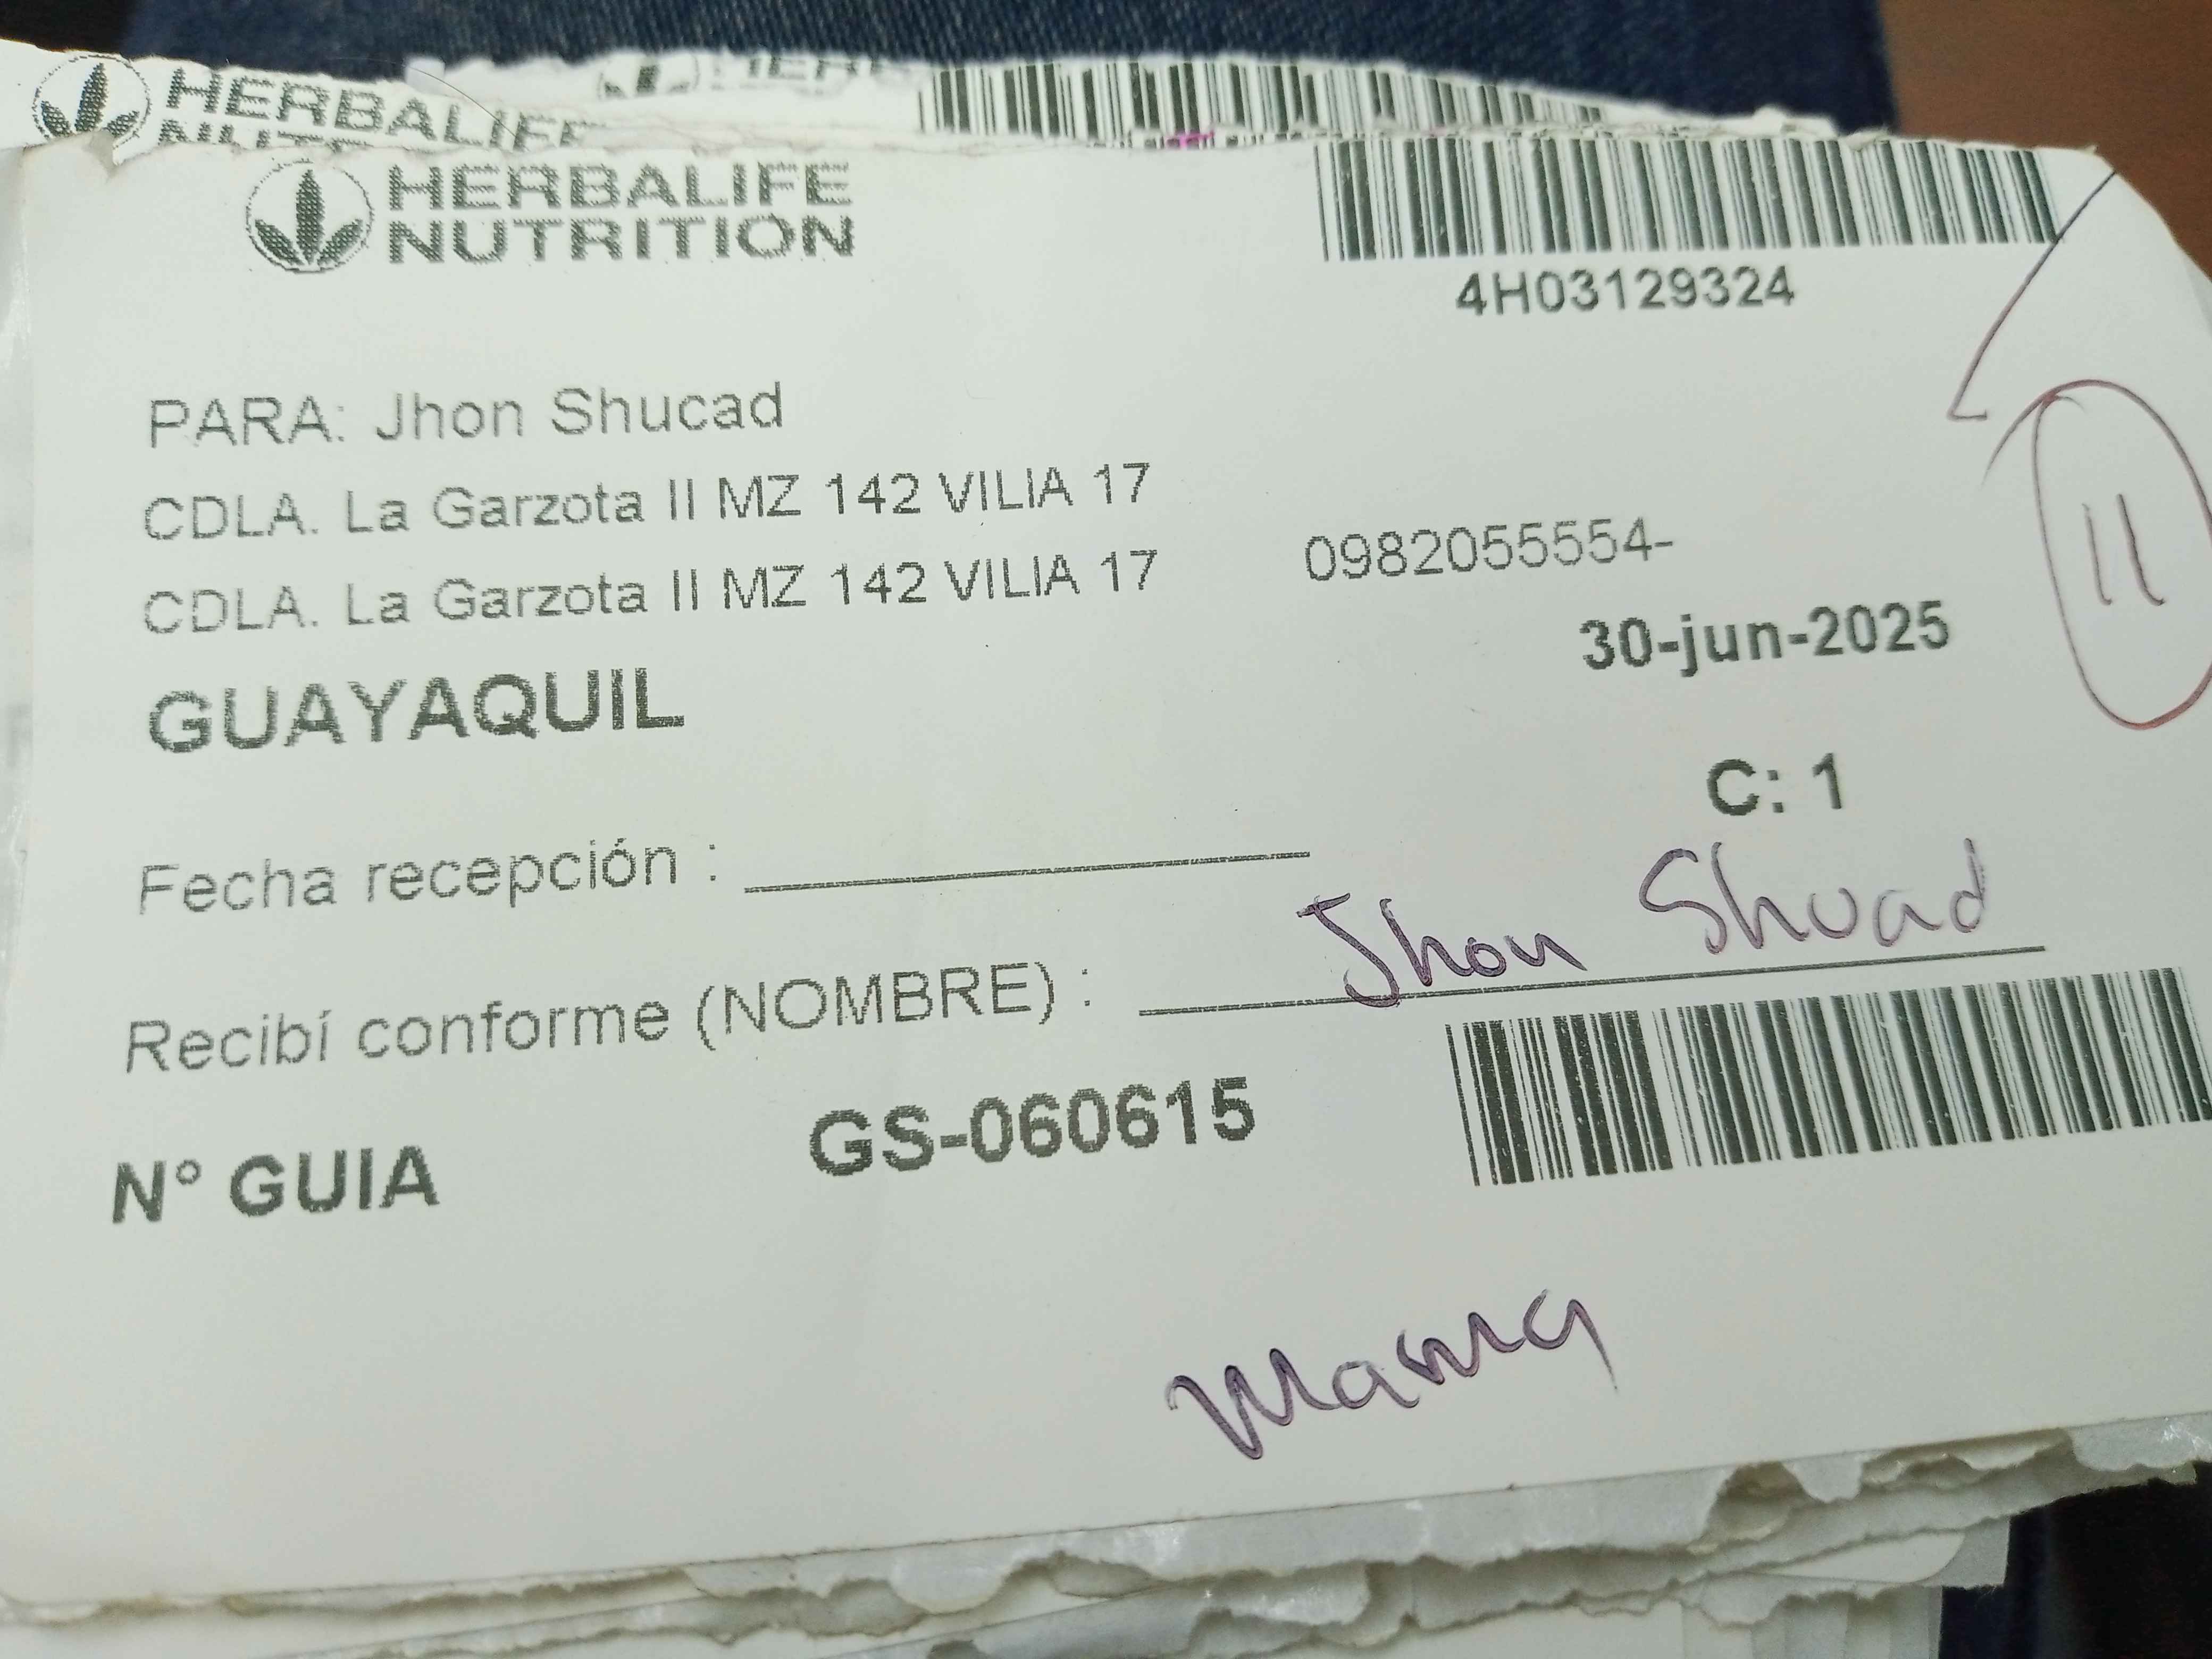 HERBALIFE
HERBALIFE
NUTRITION
4H03129324
PARA: Jhon Shucad
CDLA. La Garzota II MZ 142 VILIA 17
CDLA. La Garzota II MZ 142 VILIA 17
0982055554-
11
GUAYAQUIL
30-jun-2025
C: 1
Fecha recepción :
Recibí conforme (NOMBRE) : Jhon Shuad
N° GUIA GS-060615